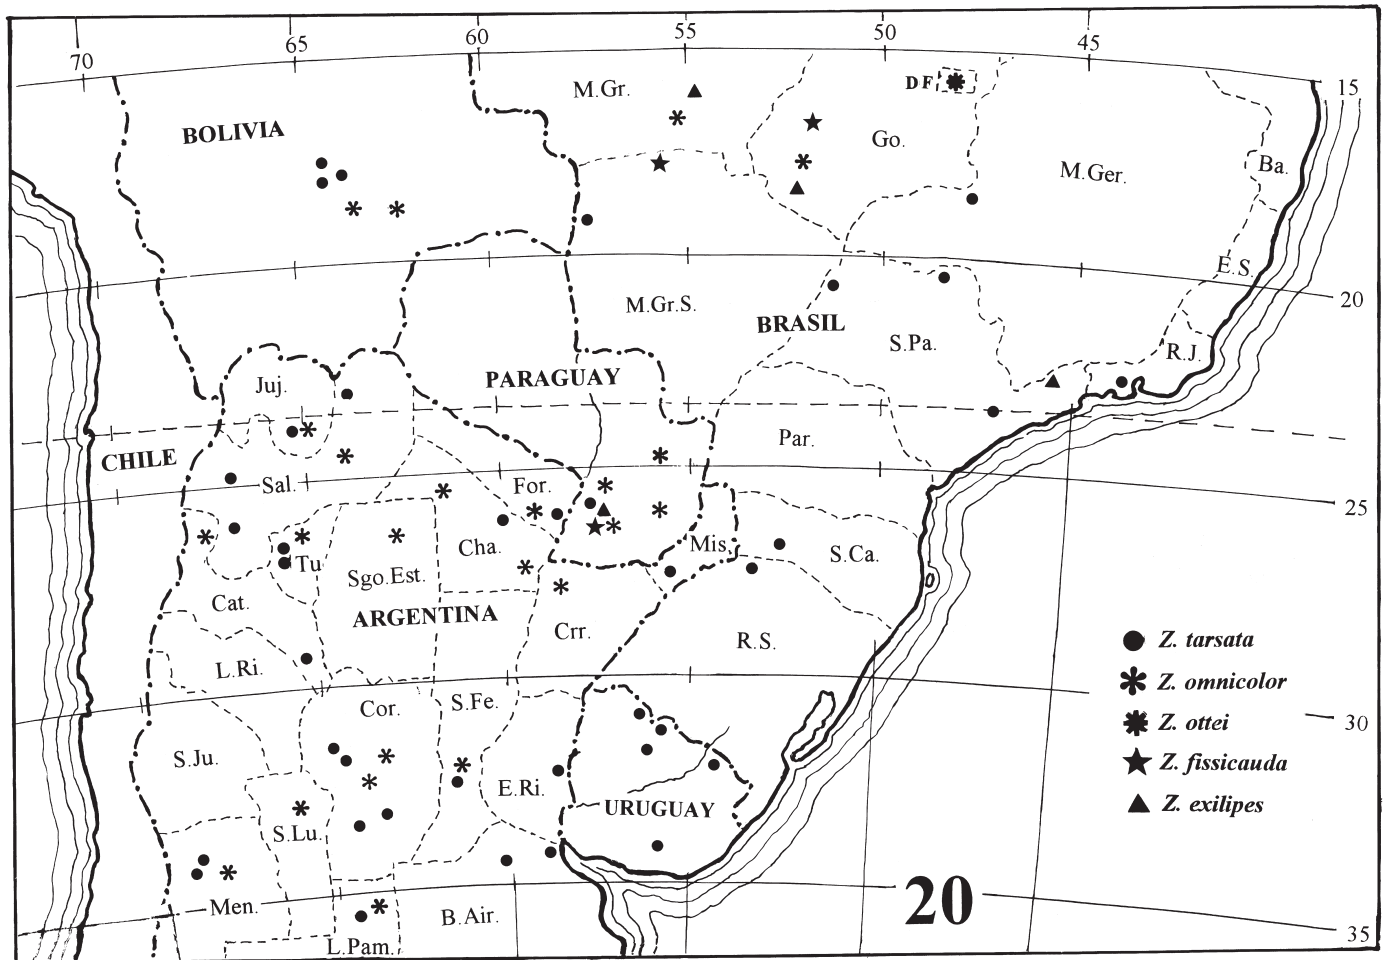 70 65 60 55 50 45
15
20
25
30
35
BOLIVIA
M.Gr.
DF
Go.
M.Ger.
Ba.
E.S.
M.Gr.S.
BRASIL
S.Pa.
R.J.
Juj.
PARAGUAY
Par.
CHILE
Sal.
For.
Mis.
S.Ca.
Tu
Sgo.Est.
Cha.
Cat.
ARGENTINA
Crr.
R.S.
L.Ri.
Cor.
S.Fe.
S.Ju.
E.Ri.
URUGUAY
S.Lu.
Men.
B.Air.
L.Pam.
Z. tarsata
Z. omnicolor
Z. ottei
Z. fissicauda
Z. exilipes
20